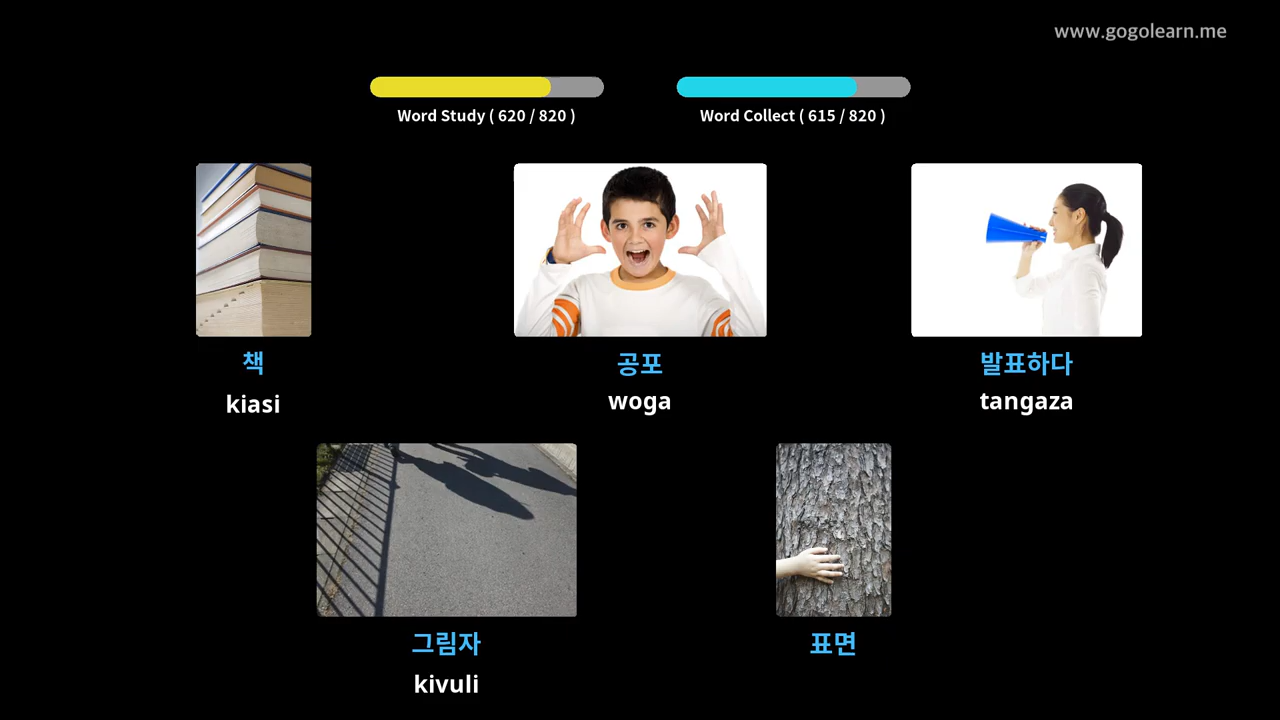 www.gogolearn.me
Word Study ( 620 / 820 )
Word Collect ( 615 / 820 )
책
공포
발표하다
kiasi
woga
tangaza
그림자
표면
kivuli